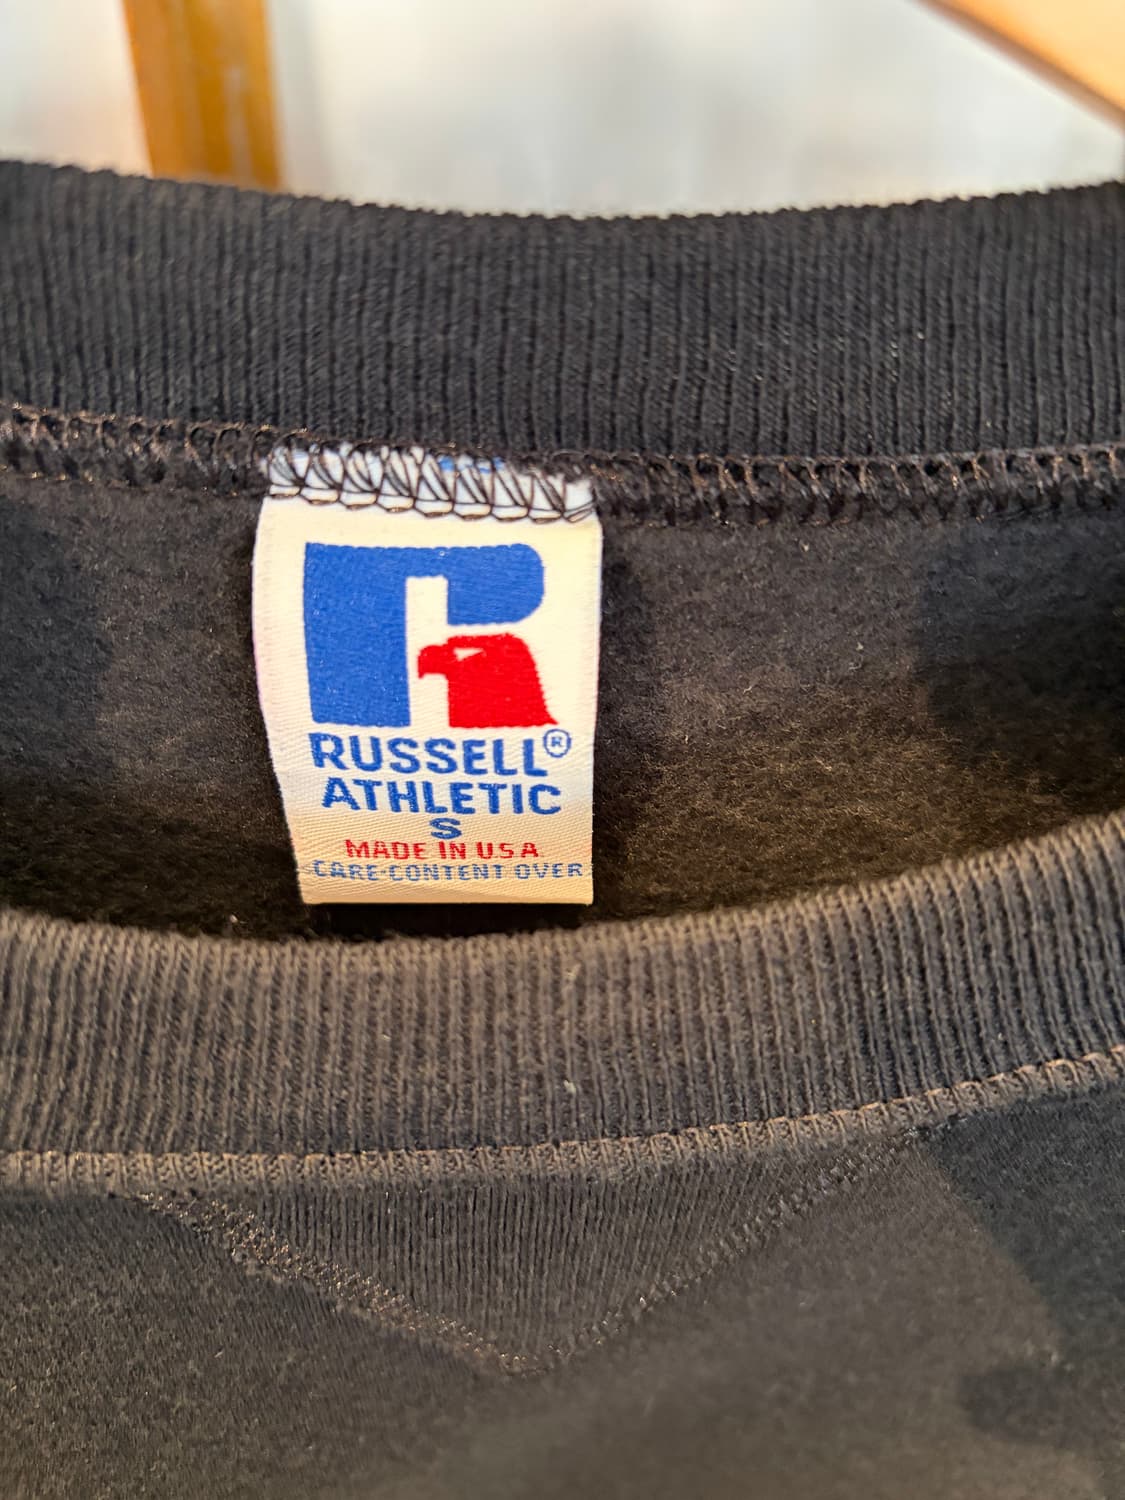 R
RUSSELL®
ATHLETIC
S
MADE IN USA
CARE-CONTENT OVER